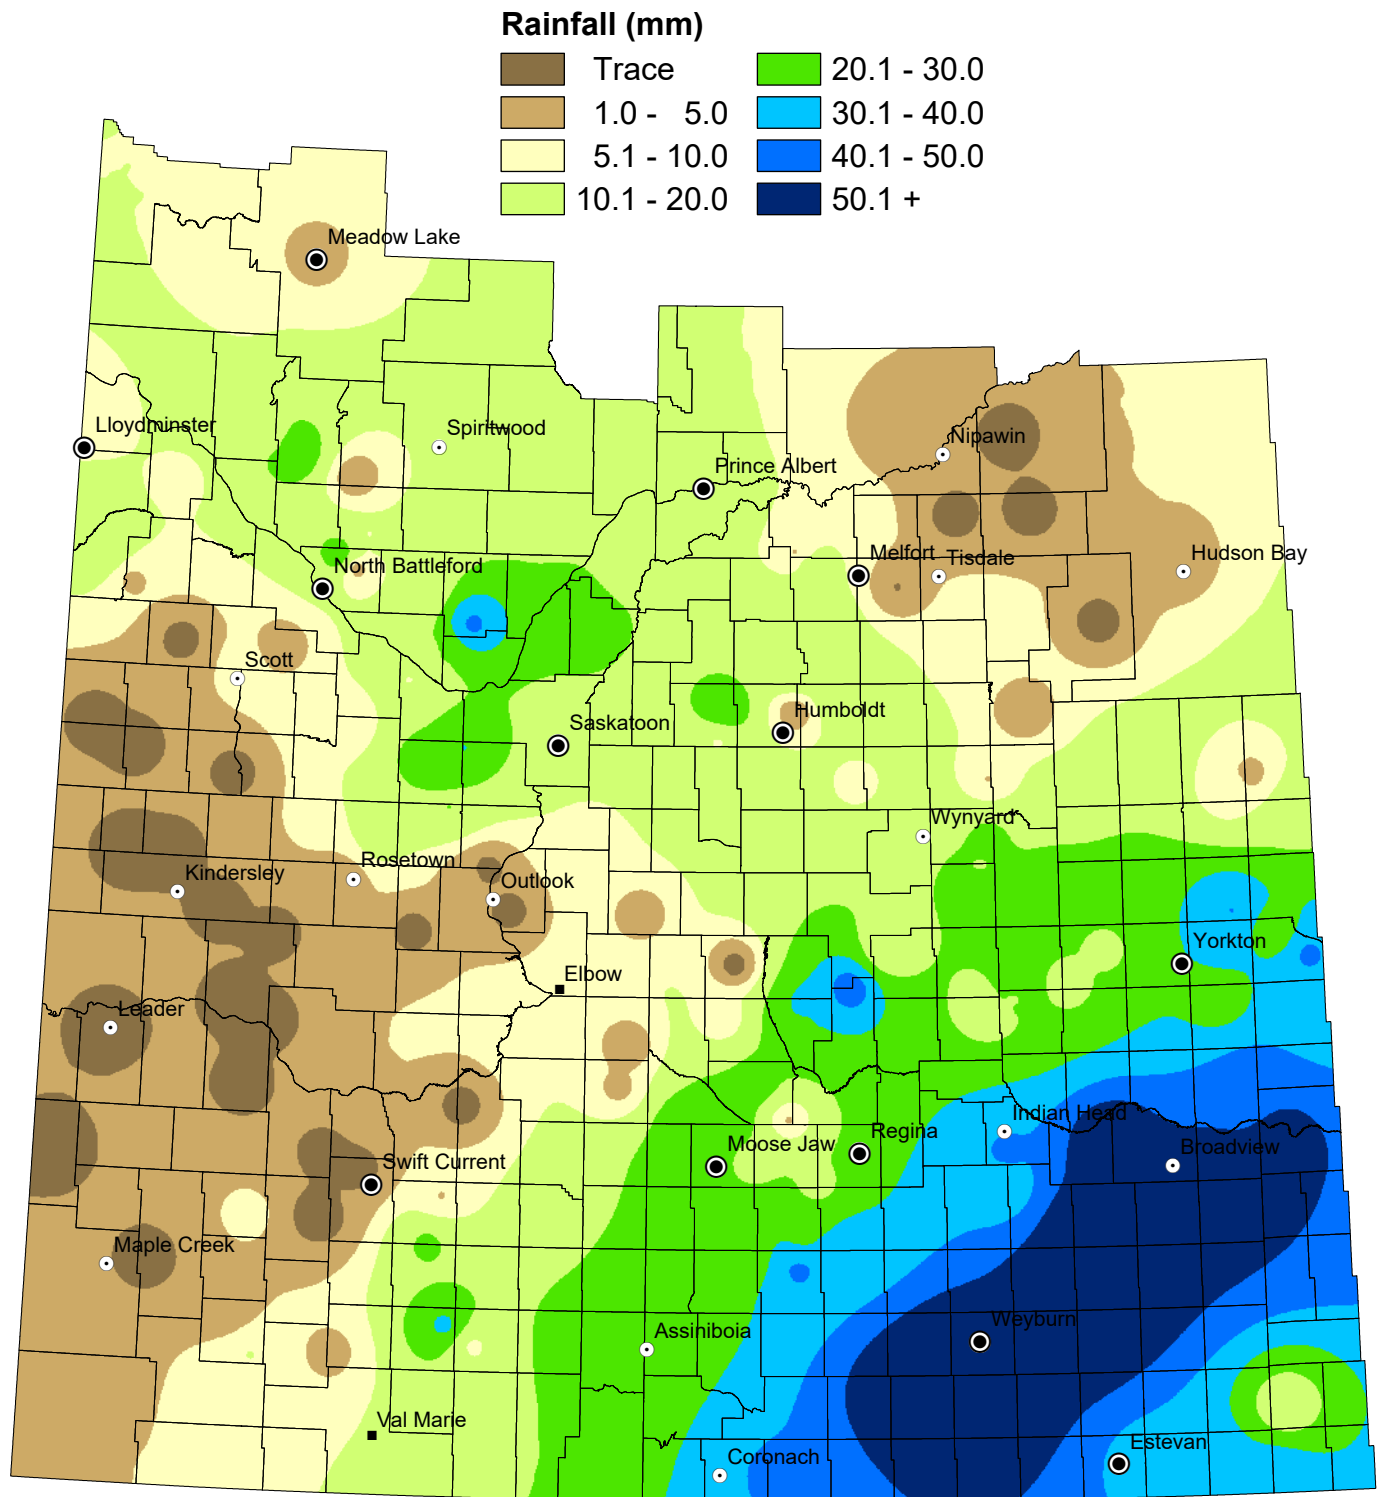 Rainfall (mm)
Trace
20.1 - 30.0
1.0 - 5.0
30.1 - 40.0
5.1 - 10.0
40.1 - 50.0
10.1 - 20.0
50.1 +
Meadow Lake
Lloydminster
Spiritwood
Nipawin
Prince Albert
Melfort
Tisdale
Hudson Bay
North Battleford
Scott
Humboldt
Saskatoon
Wynyard
Rosetown
Kindersley
Outlook
Yorkton
Elbow
Leader
Indian Head
Regina
Moose Jaw
Broadview
Swift Current
Maple Creek
Weyburn
Assiniboia
Val Marie
Estevan
Coronach